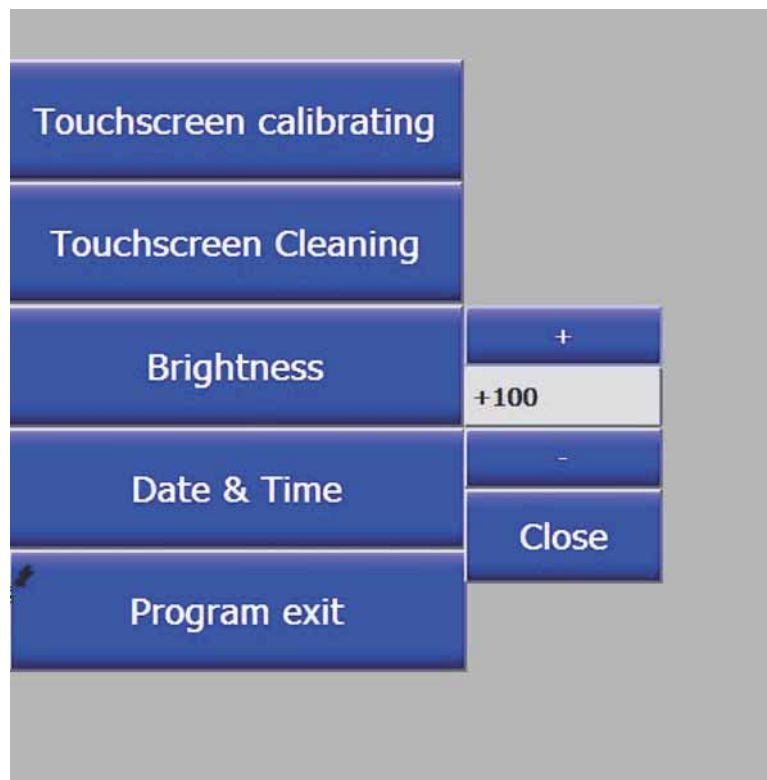 Touchscreen calibrating
Touchscreen Cleaning
Brightness
+
+100
-
Date & Time
Close
Program exit